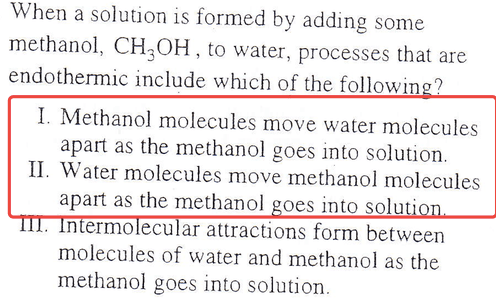 When a solution is formed by adding some
methanol, CH₃OH, to water, processes that are
endothermic include which of the following?
I. Methanol molecules move water molecules
apart as the methanol goes into solution.
II. Water molecules move methanol molecules
apart as the methanol goes into solution.
III. Intermolecular attractions form between
molecules of water and methanol as the
methanol goes into solution.